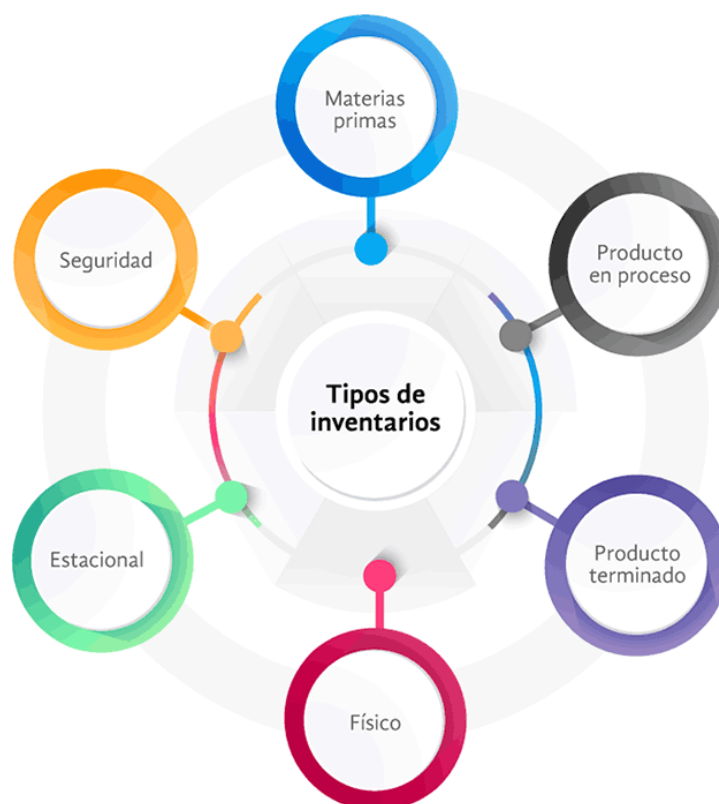 Materias
primas
Seguridad
Producto
en proceso
Tipos de
inventarios
Estacional
Producto
terminado
Físico